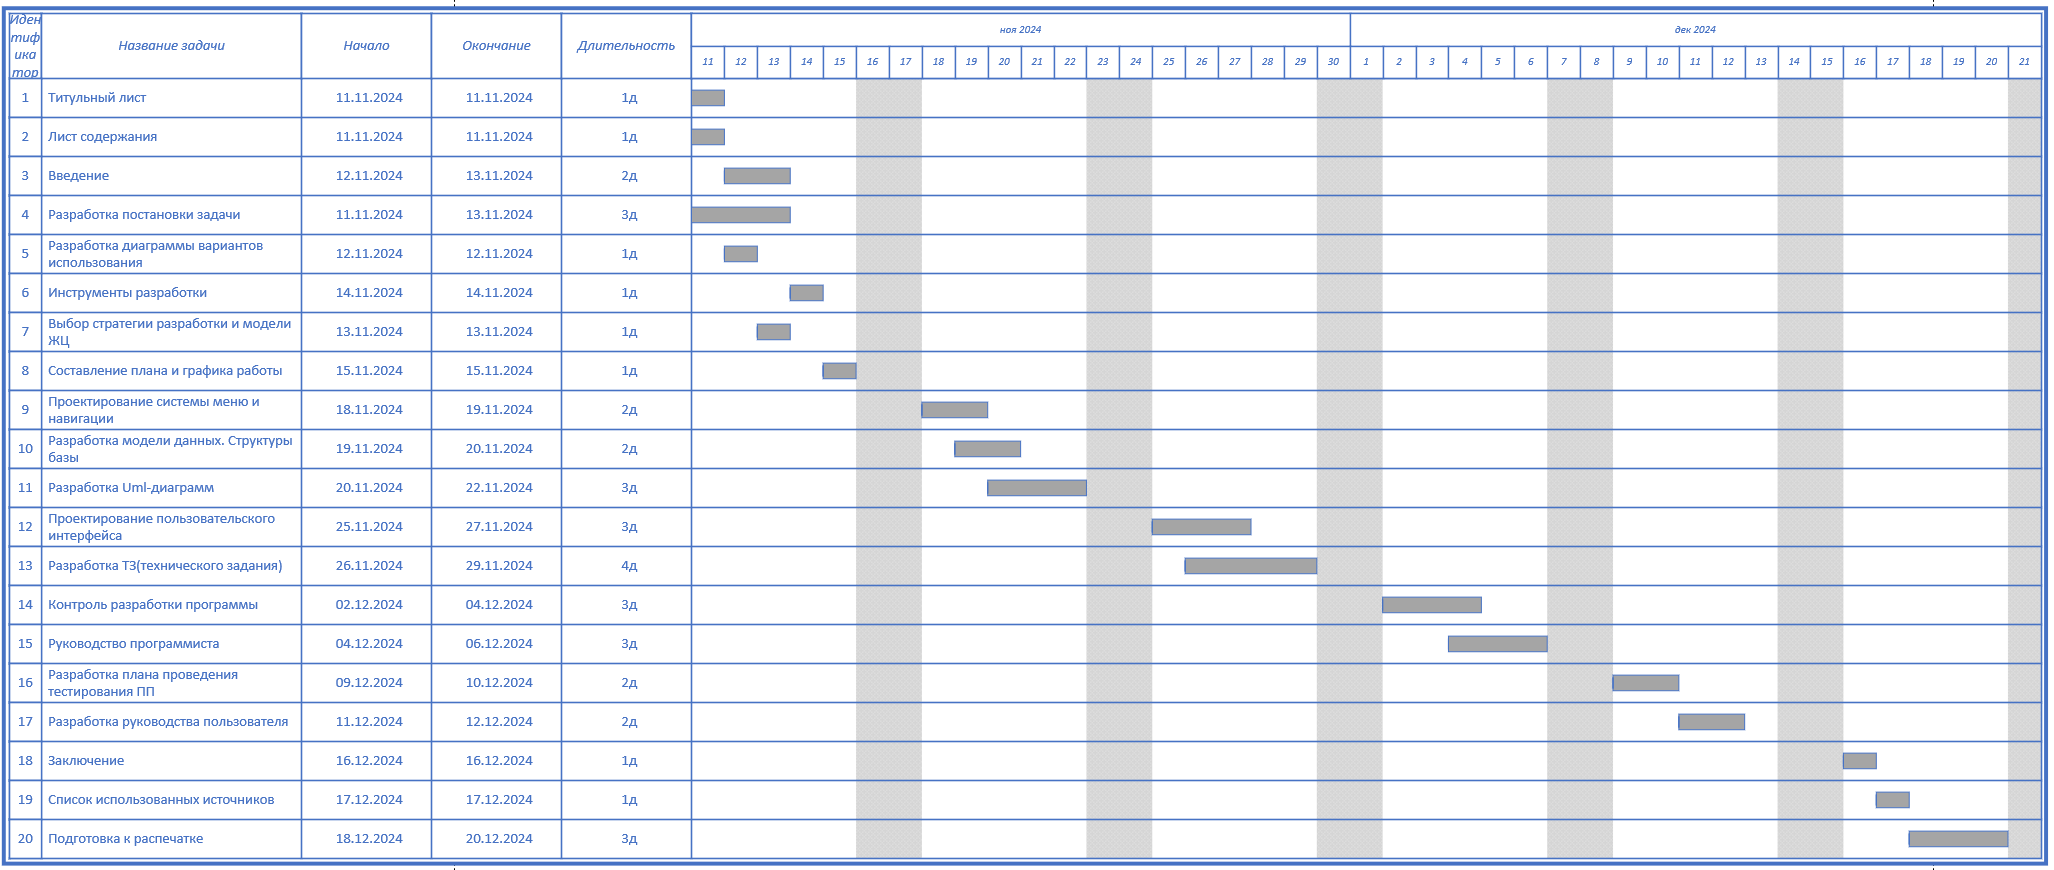 Иден
тиф
ика
тор
Название задачи
Начало
Окончание
Длительность
ноя 2024
дек 2024
11 12 13 14 15 16 17 18 19 20 21 22 23 24 25 26 27 28 29 30 1 2 3 4 5 6 7 8 9 10 11 12 13 14 15 16 17 18 19 20 21
1 Титульный лист 11.11.2024 11.11.2024 1д
2 Лист содержания 11.11.2024 11.11.2024 1д
3 Введение 12.11.2024 13.11.2024 2д
4 Разработка постановки задачи 11.11.2024 13.11.2024 3д
5 Разработка диаграммы вариантов
использования 12.11.2024 12.11.2024 1д
6 Инструменты разработки 14.11.2024 14.11.2024 1д
7 Выбор стратегии разработки и модели
ЖЦ 13.11.2024 13.11.2024 1д
8 Составление плана и графика работы 15.11.2024 15.11.2024 1д
9 Проектирование системы меню и
навигации 18.11.2024 19.11.2024 2д
10 Разработка модели данных. Структуры
базы 19.11.2024 20.11.2024 2д
11 Разработка Uml-диаграмм 20.11.2024 22.11.2024 3д
12 Проектирование пользовательского
интерфейса 25.11.2024 27.11.2024 3д
13 Разработка ТЗ(технического задания) 26.11.2024 29.11.2024 4д
14 Контроль разработки программы 02.12.2024 04.12.2024 3д
15 Руководство программиста 04.12.2024 06.12.2024 3д
16 Разработка плана проведения
тестирования ПП 09.12.2024 10.12.2024 2д
17 Разработка руководства пользователя 11.12.2024 12.12.2024 2д
18 Заключение 16.12.2024 16.12.2024 1д
19 Список использованных источников 17.12.2024 17.12.2024 1д
20 Подготовка к распечатке 18.12.2024 20.12.2024 3д